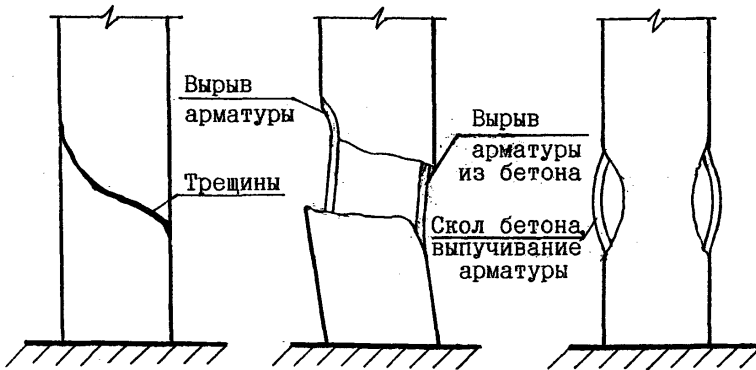 Вырыв
арматуры
Трещины
Вырыв
арматуры
из бетона
Скол бетона,
выпучивание
арматуры